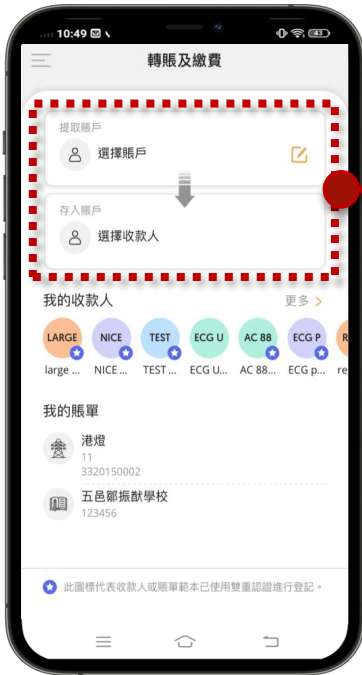 10:49
43
轉賬及繳費
提取賬戶
選擇賬戶
存入賬戶
選擇收款人
我的收款人
更多 >
LARGE NICE TEST ECG U AC 88 ECG P R
large ... NICE ... TEST ... ECG U... AC 88... ECG p... re
我的賬單
港燈
11
3320150002
五邑鄒振猷學校
123456
此圖標代表收款人或賬單範本已使用雙重認證進行登記。